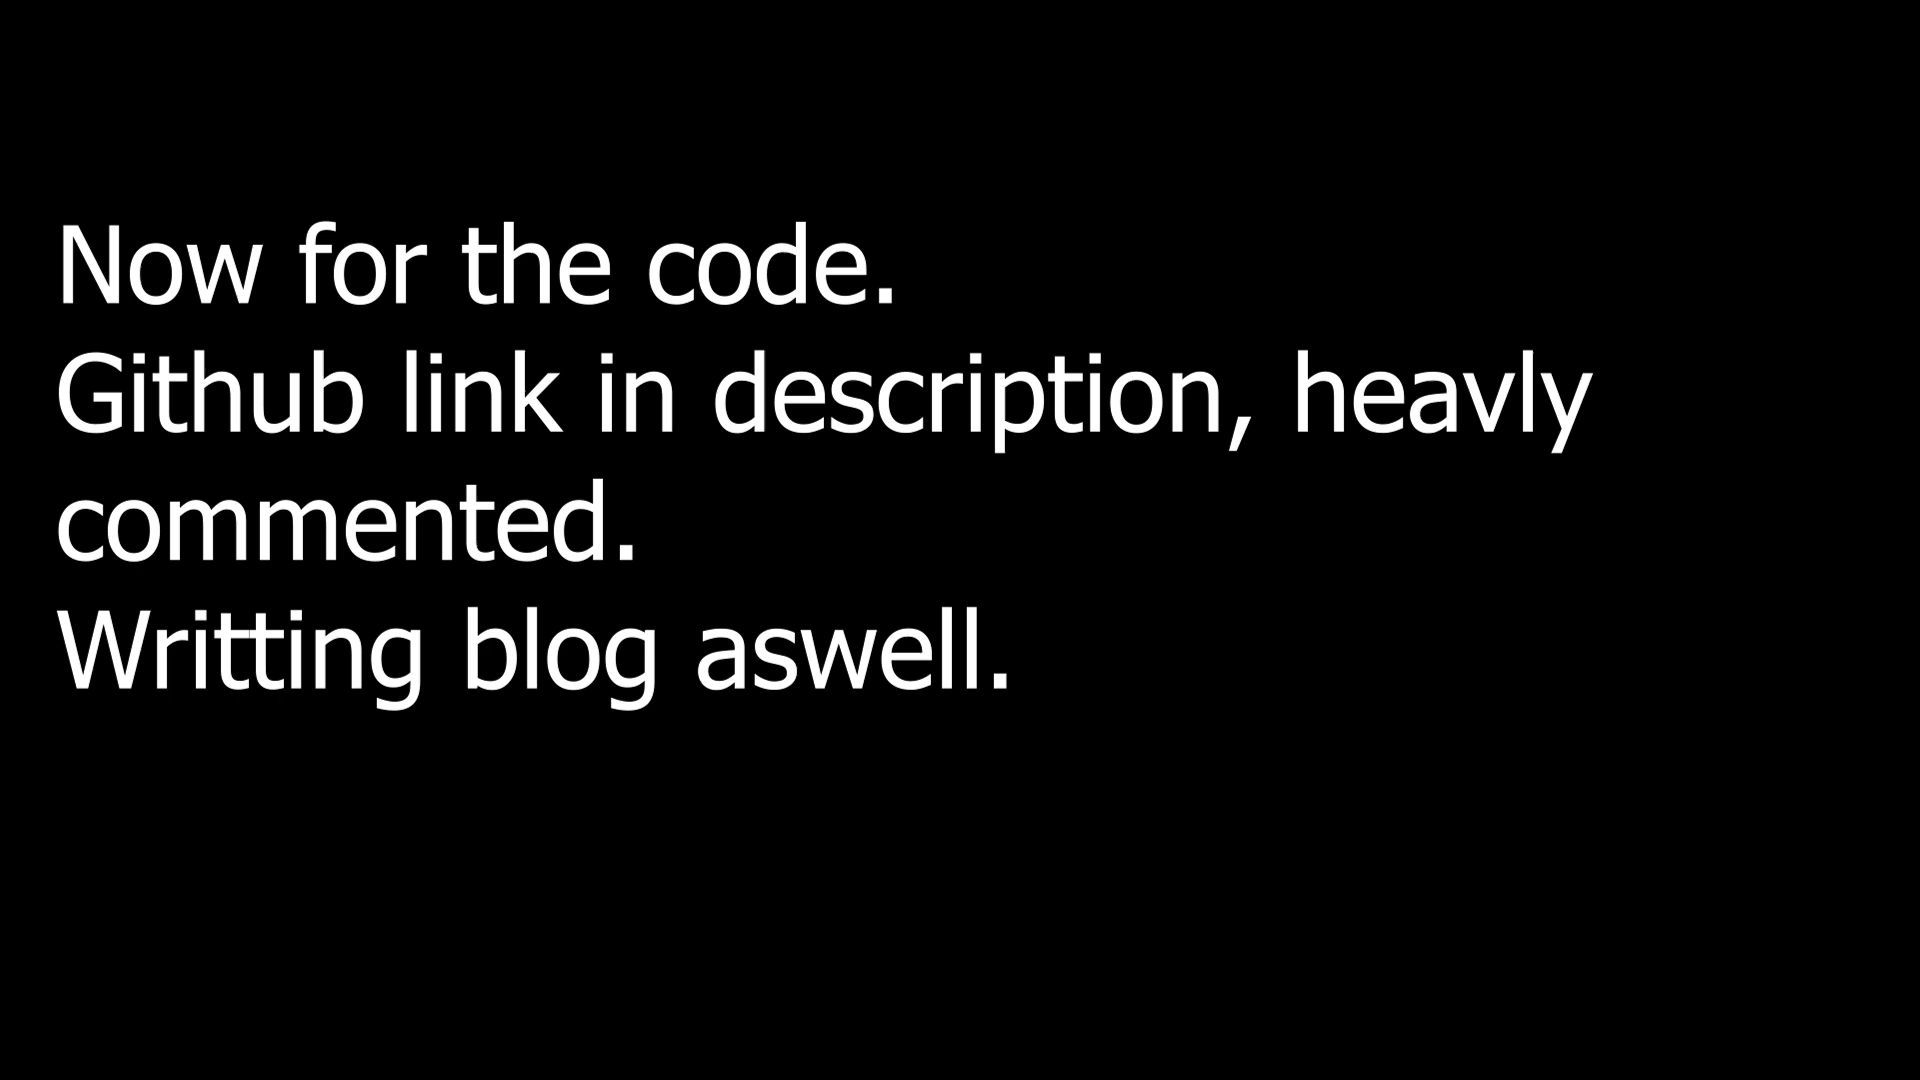 Now for the code.
Github link in description, heavly
commented.
Writting blog aswell.